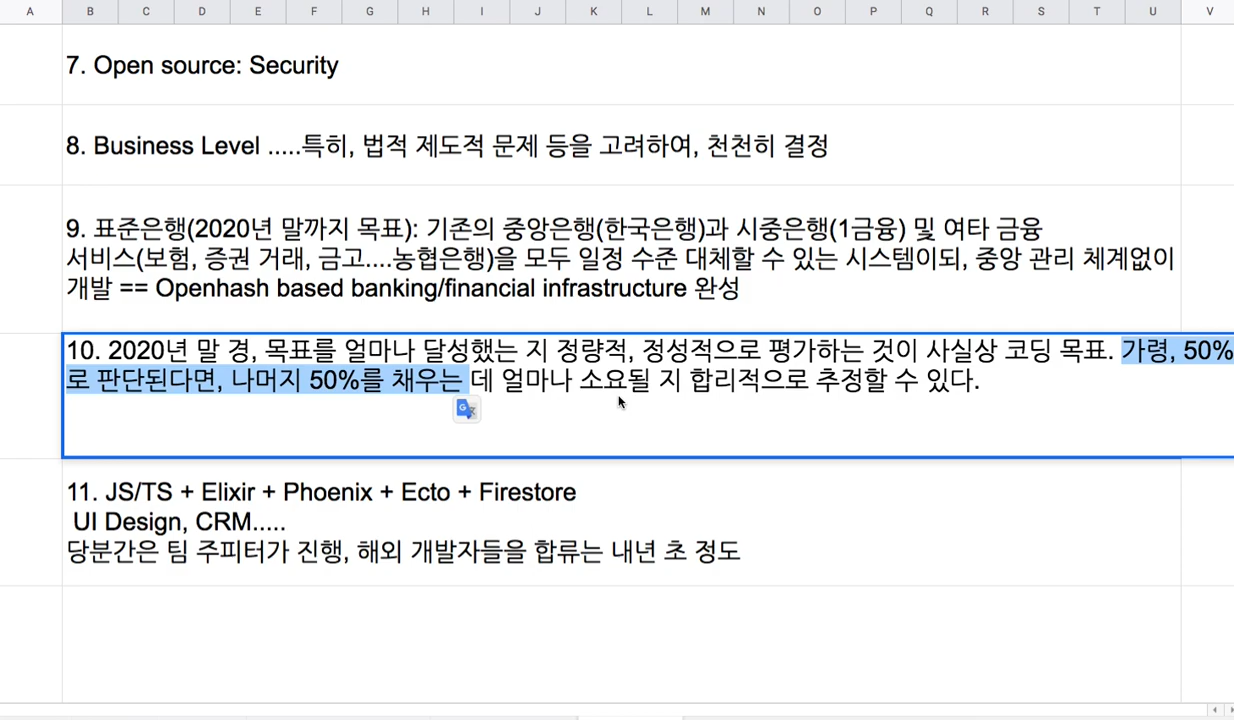 A B C D E F G H I J K L M N O P Q R S T U V
7. Open source: Security
8. Business Level .....특히, 법적 제도적 문제 등을 고려하여, 천천히 결정
9. 표준은행(2020년 말까지 목표): 기존의 중앙은행(한국은행)과 시중은행(1금융) 및 여타 금융
서비스(보험, 증권 거래, 금고....농협은행)을 모두 일정 수준 대체할 수 있는 시스템이되, 중앙 관리 체계없이
개발 == Openhash based banking/financial infrastructure 완성
10. 2020년 말 경, 목표를 얼마나 달성했는 지 정량적, 정성적으로 평가하는 것이 사실상 코딩 목표. 가령, 50%
로 판단된다면, 나머지 50%를 채우는 데 얼마나 소요될 지 합리적으로 추정할 수 있다.
11. JS/TS + Elixir + Phoenix + Ecto + Firestore
UI Design, CRM.....
당분간은 팀 주피터가 진행, 해외 개발자들을 합류는 내년 초 정도